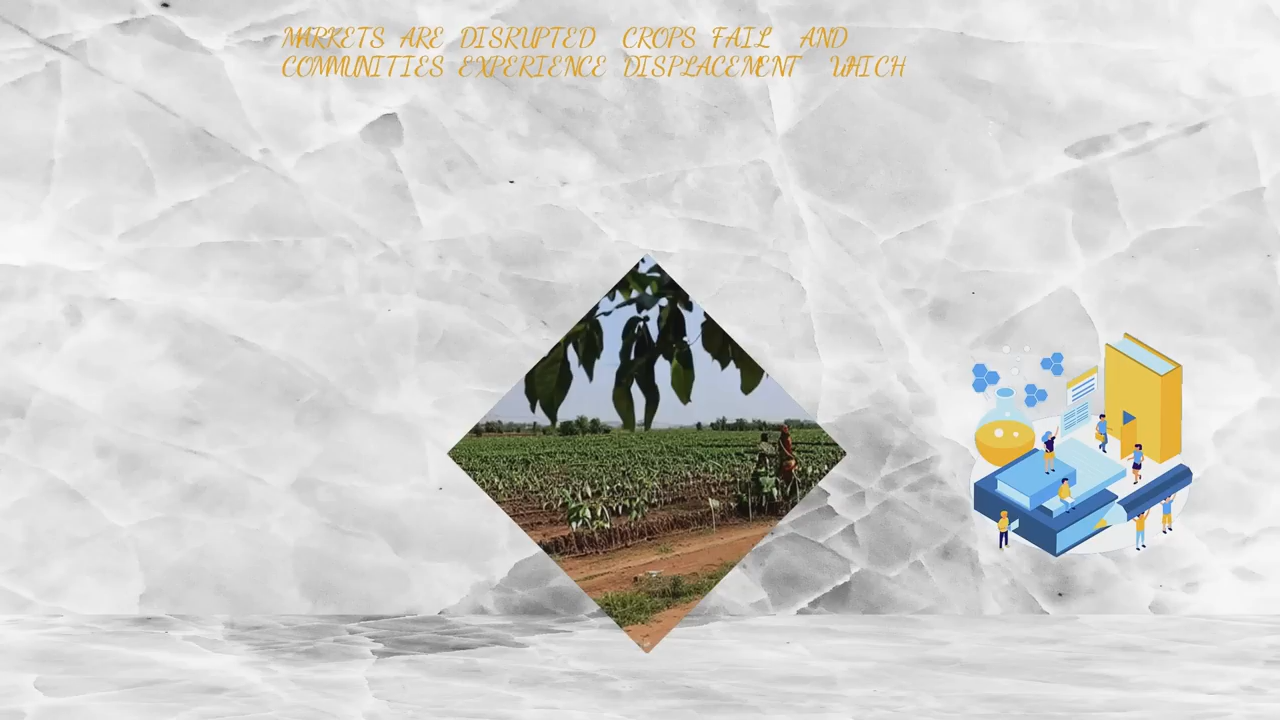 MARKETS ARE DISRUPTED CROPS FAIL AND
COMMUNITIES EXPERIENCE DISPLACEMENT WHICH